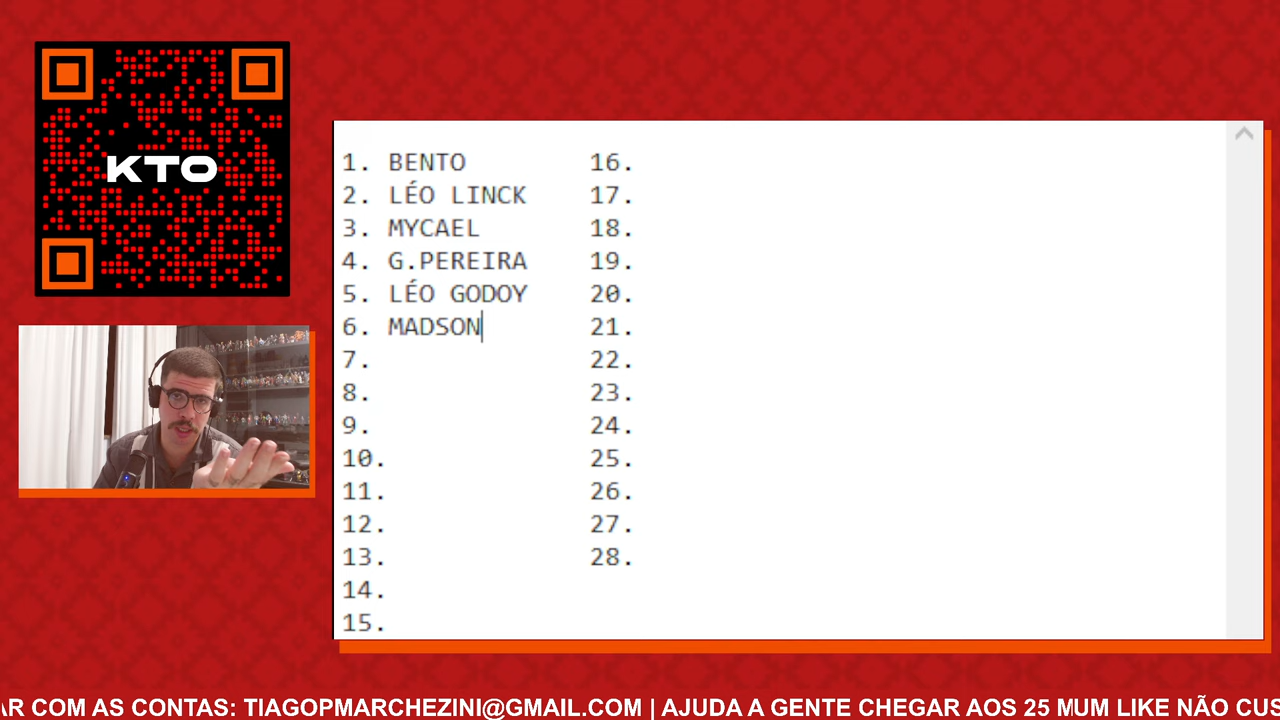 KTO
1. BENTO
2. LÉO LINCK
3. MYCAEL
4. G.PEREIRA
5. LÉO GODOY
6. MADSON
7.
8.
9.
10.
11.
12.
13.
14.
15.
16.
17.
18.
19.
20.
21.
22.
23.
24.
25.
26.
27.
28.
AR COM AS CONTAS: TIAGOPMARCHEZINI@GMAIL.COM | AJUDA A GENTE CHEGAR AOS 25 MUM LIKE NÃO CUS